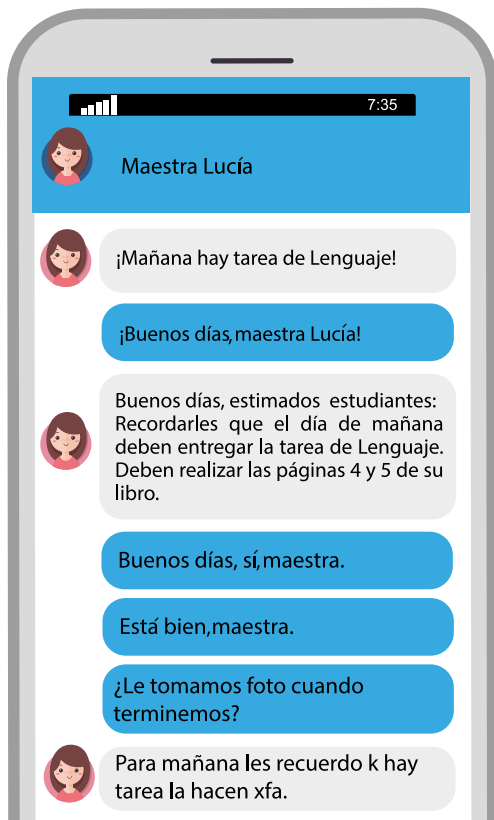 7:35
Maestra Lucía
¡Mañana hay tarea de Lenguaje!
¡Buenos días,maestra Lucía!
Buenos días, estimados estudiantes:
Recordarles que el día de mañana
deben entregar la tarea de Lenguaje.
Deben realizar las páginas 4 y 5 de su
libro.
Buenos días, sí,maestra.
Está bien,maestra.
¿Le tomamos foto cuando
terminemos?
Para mañana les recuerdo k hay
tarea la hacen xfa.